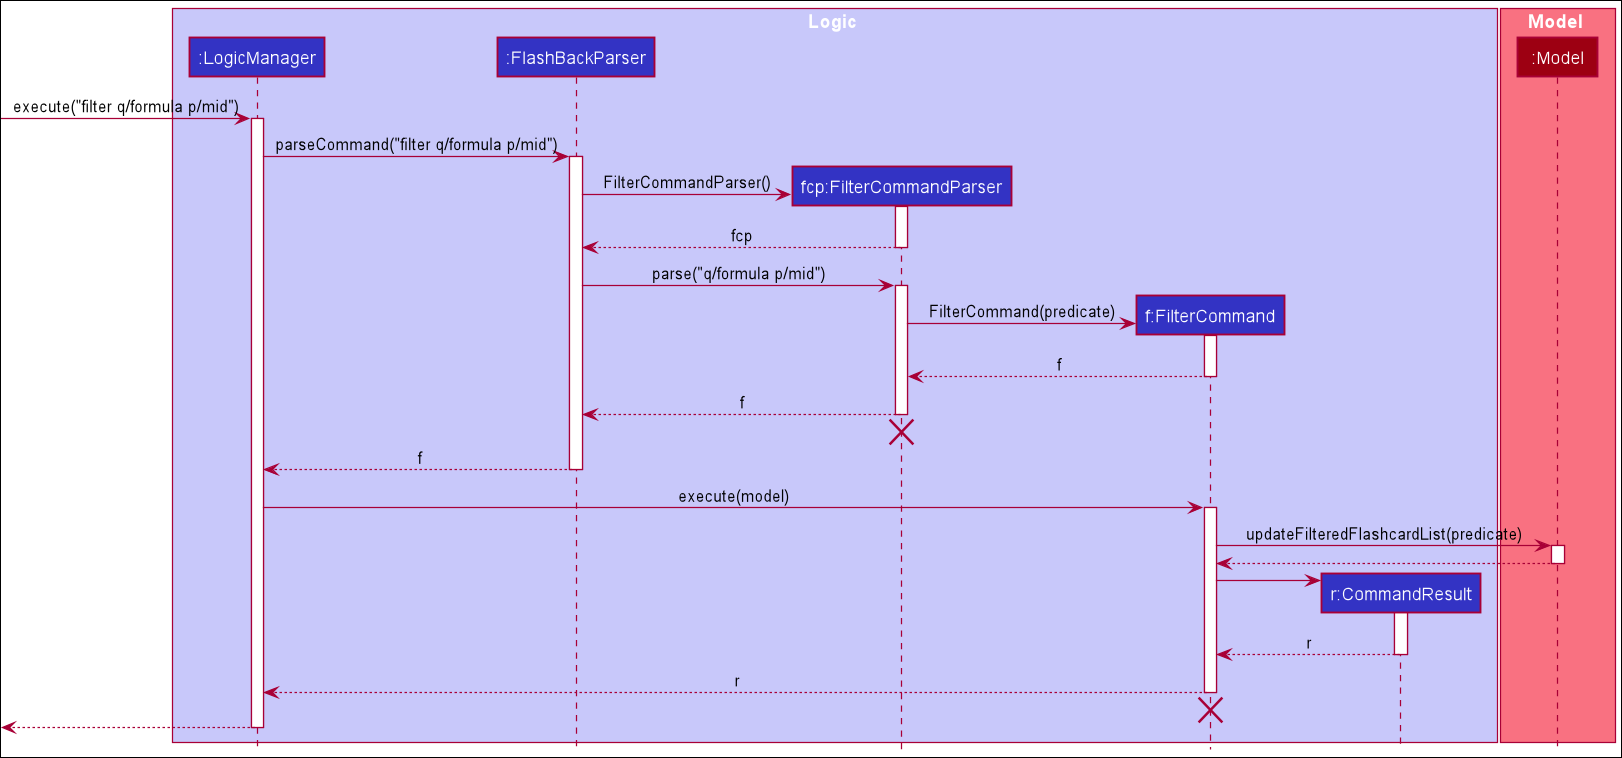 Logic
Model
:LogicManager
:FlashBackParser
:Model
execute("filter q/formula p/mid")
parseCommand("filter q/formula p/mid")
FilterCommandParser()
fcp:FilterCommandParser
fcp
parse("q/formula p/mid")
FilterCommand(predicate)
f:FilterCommand
f
f
f
execute(model)
updateFilteredFlashcardList(predicate)
r:CommandResult
r
r